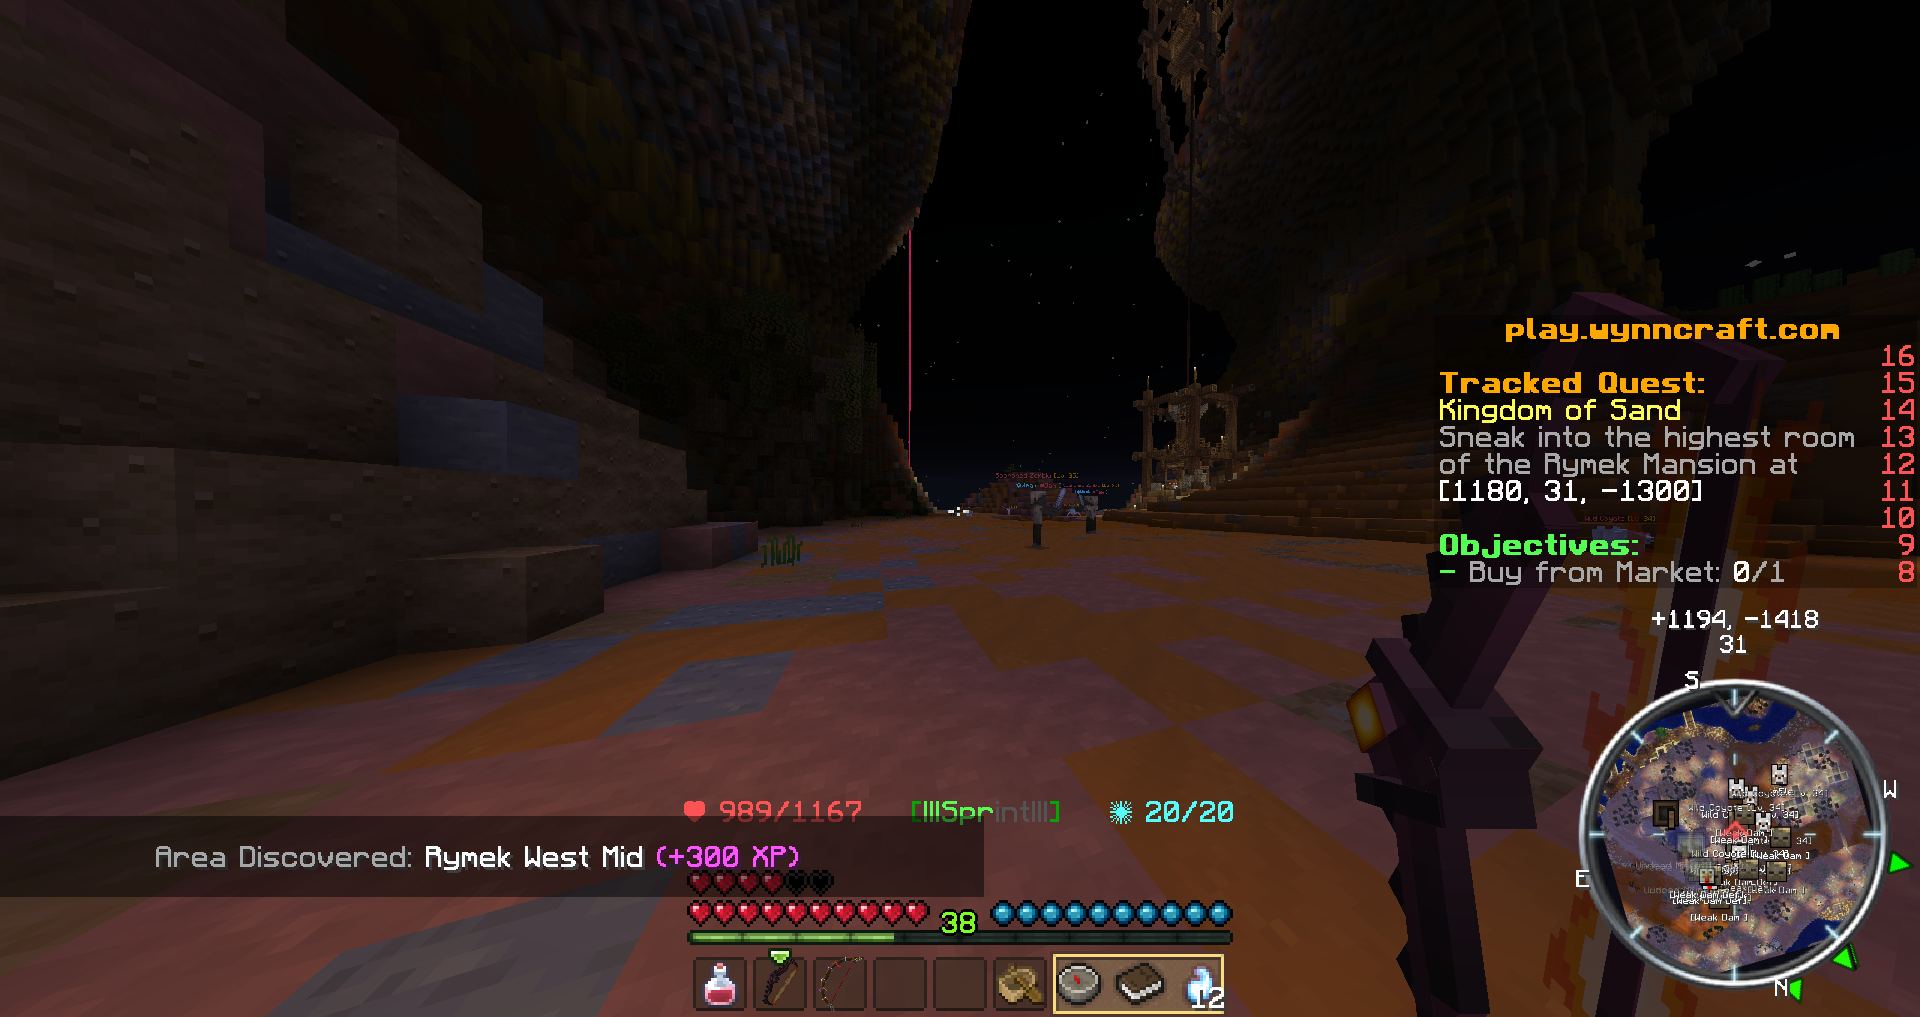 play.wynncraft.com
16
Tracked Quest: 15
Kingdom of Sand 14
Sneak into the highest room 13
of the Rymek Mansion at 12
[1180, 31, -1300] 11
10
Objectives: 9
- Buy from Market: 0/1 8
+1194, -1418
31
S
W
E
N
989/1167 [|||Sprint|||] 20/20
Area Discovered: Rymek West Mid (+300 XP)
38
12